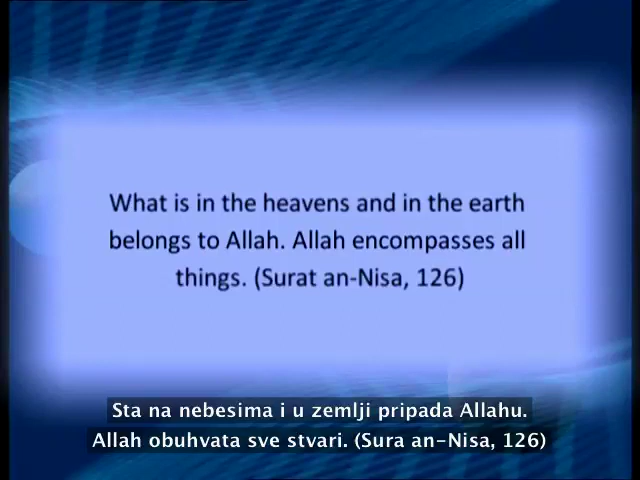 What is in the heavens and in the earth
belongs to Allah. Allah encompasses all
things. (Surat an-Nisa, 126)
Sta na nebesima i u zemlji pripada Allahu.
Allah obuhvata sve stvari. (Sura an-Nisa, 126)